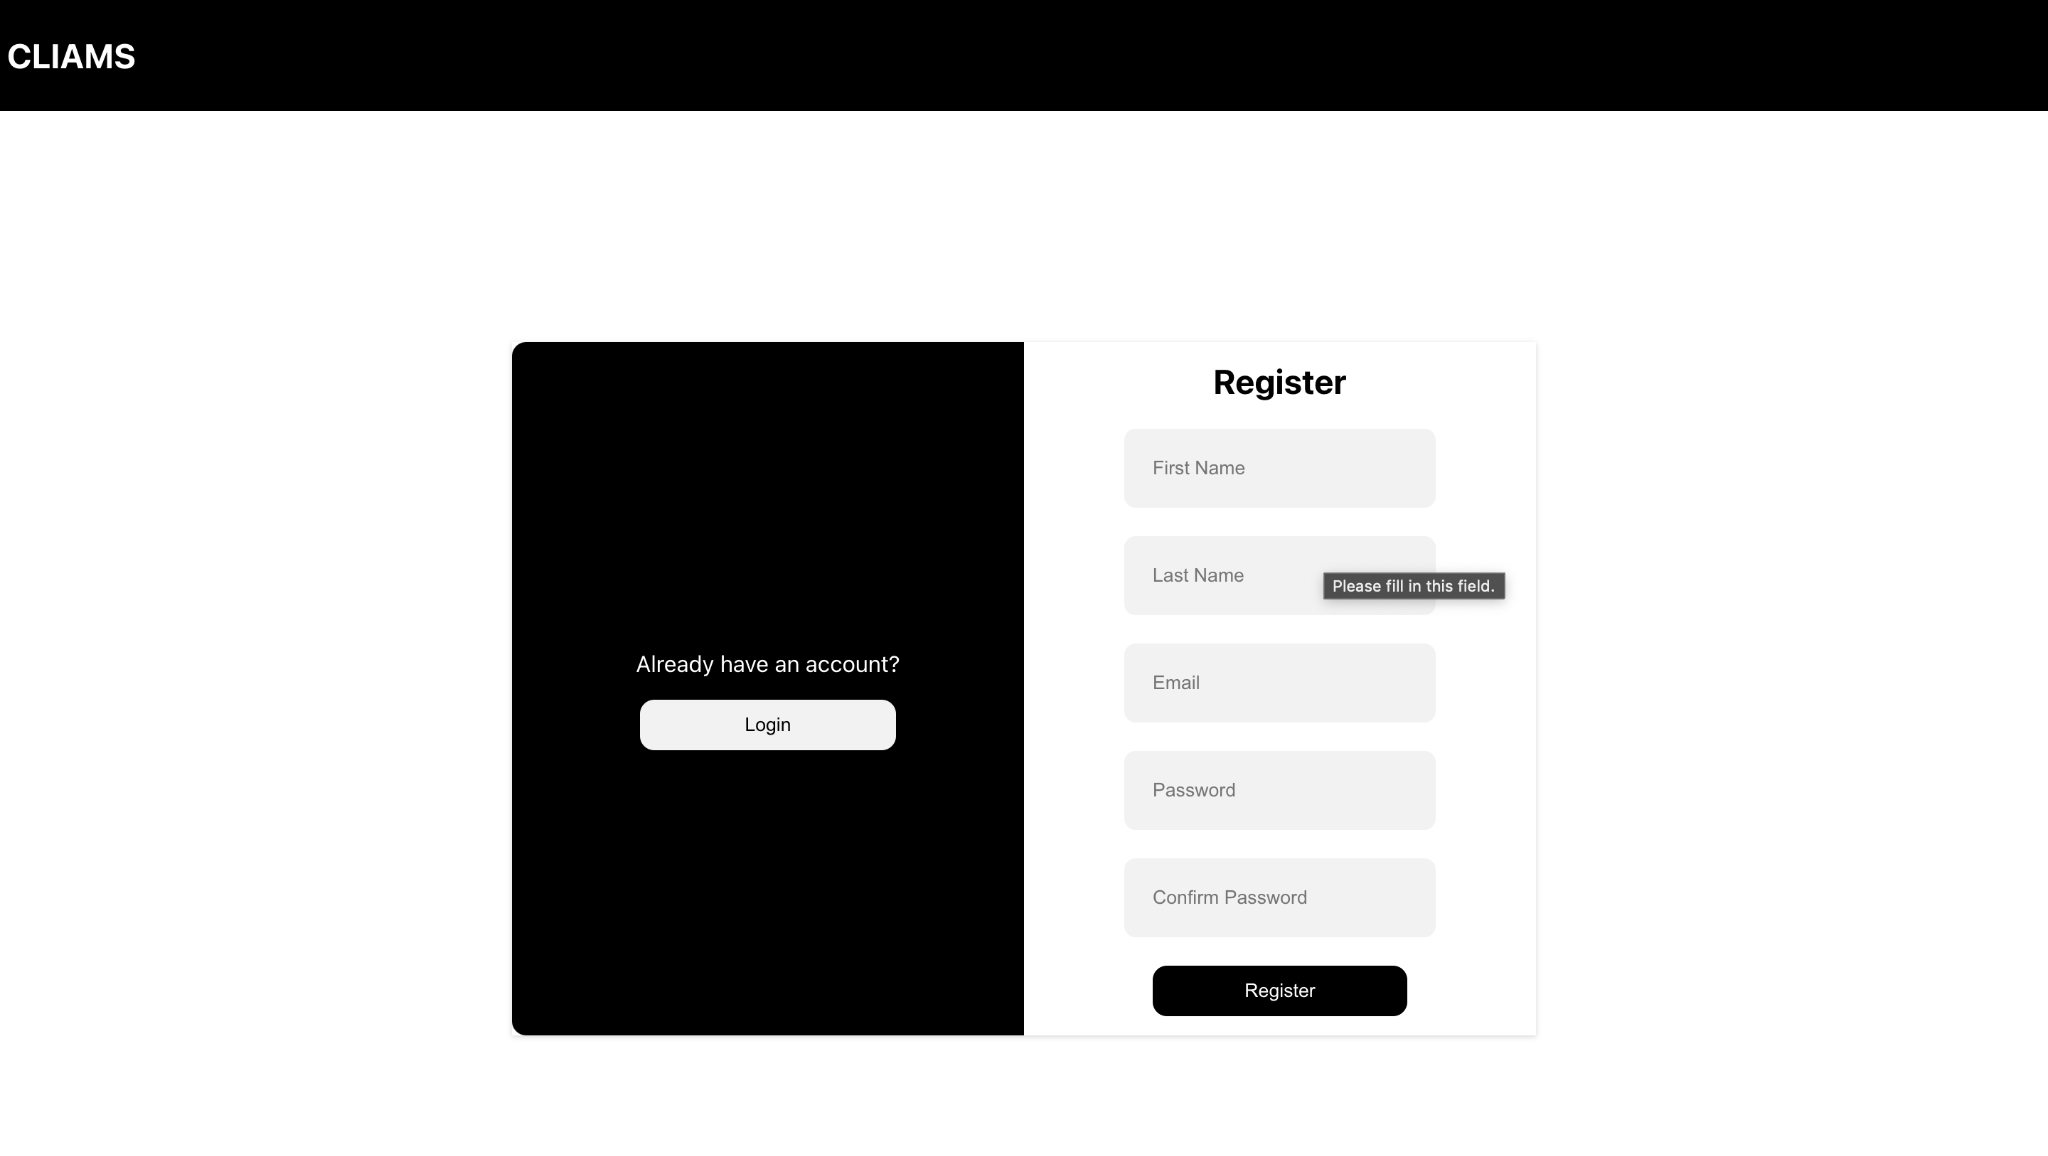 CLIAMS
Already have an account?
Login
Register
First Name
Last Name
Please fill in this field.
Email
Password
Confirm Password
Register